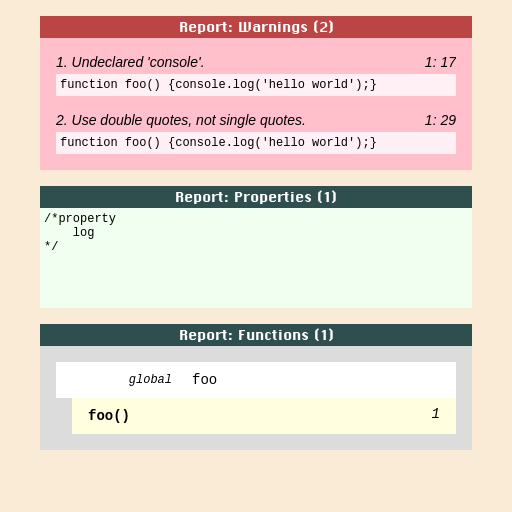 Report: Warnings (2)
1. Undeclared 'console'. 1: 17
function foo() {console.log('hello world');}
2. Use double quotes, not single quotes. 1: 29
function foo() {console.log('hello world');}
Report: Properties (1)
/*property
    log
*/
Report: Functions (1)
global foo
foo() 1